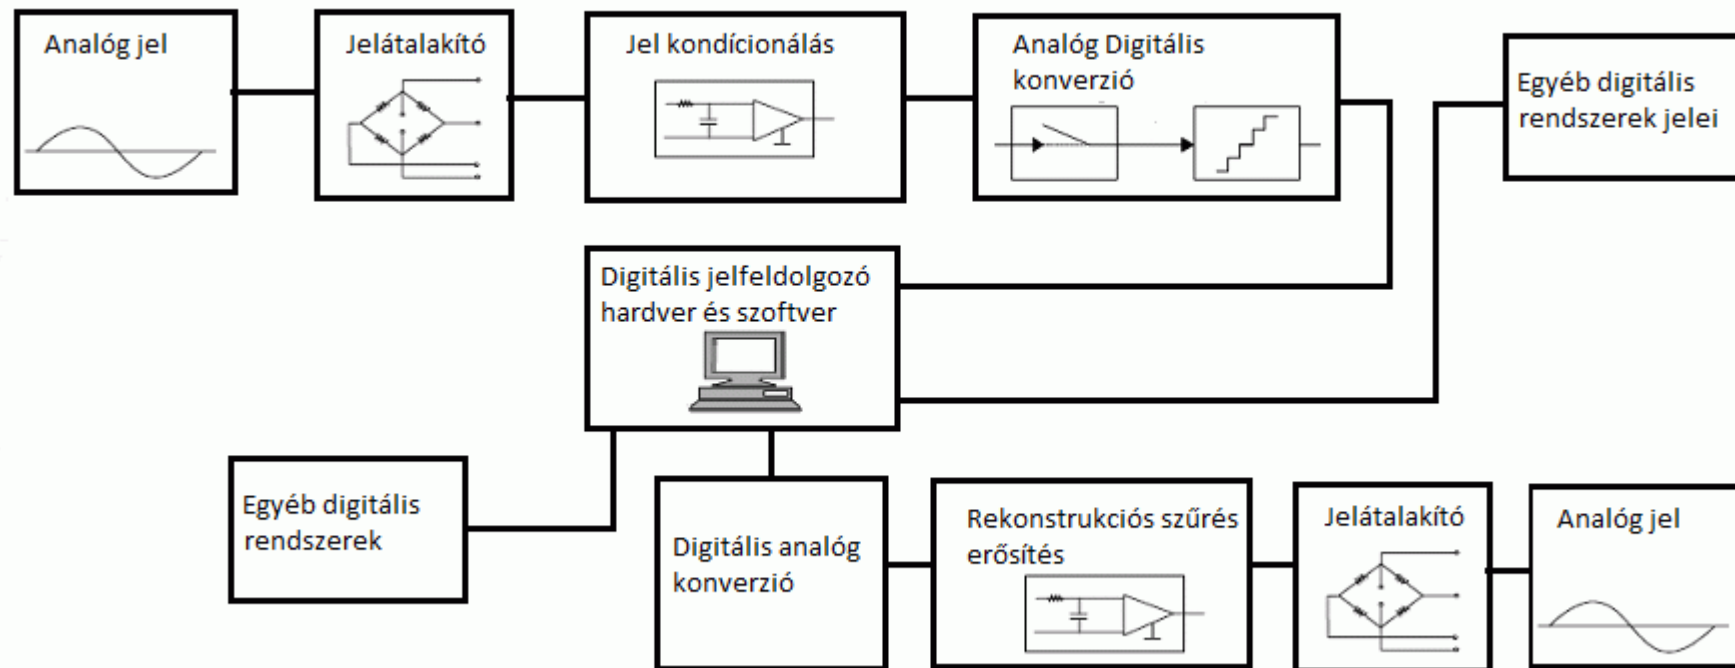 Analóg jel
Jelátalakító
Jel kondícionálás
Analóg Digitális
konverzió
Egyéb digitális
rendszerek jelei
Digitális jelfeldolgozó
hardver és szoftver
Egyéb digitális
rendszerek
Digitális analóg
konverzió
Rekonstrukciós szűrés
erősítés
Jelátalakító
Analóg jel